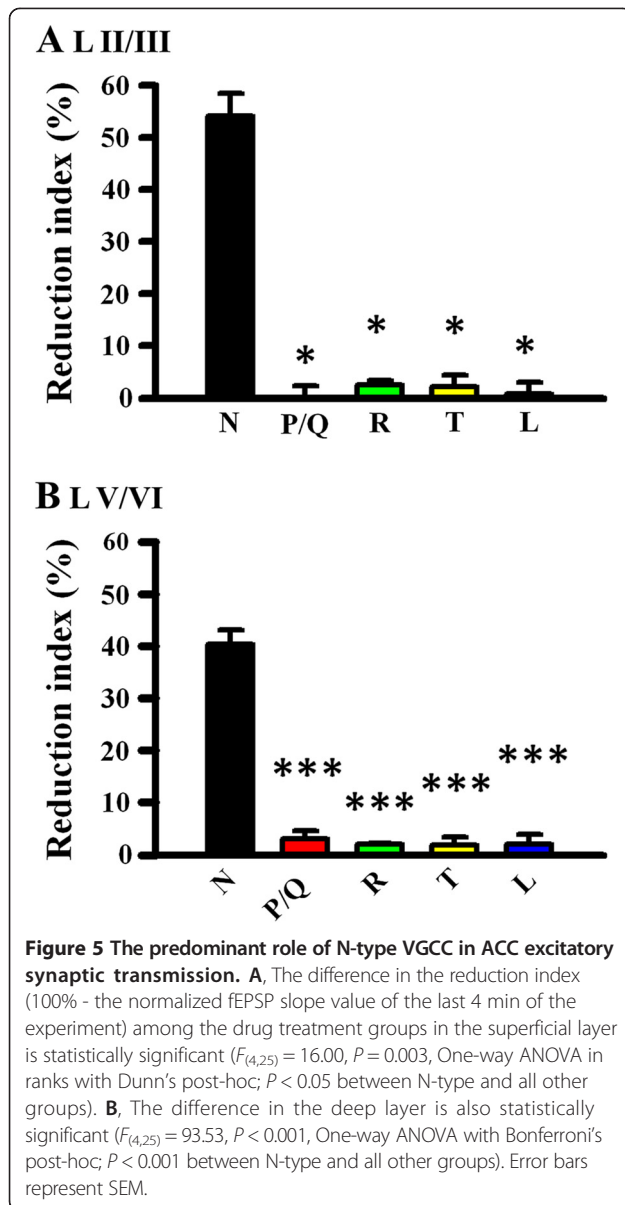 A L II/III
Reduction index (%)
60
50
40
30
20
10
0
* * * *
N P/Q R T L
B L V/VI
Reduction index (%)
60
50
40
30
20
10
0
*** *** *** ***
N P/Q R T L
Figure 5 The predominant role of N-type VGCC in ACC excitatory
synaptic transmission. A, The difference in the reduction index
(100% - the normalized fEPSP slope value of the last 4 min of the
experiment) among the drug treatment groups in the superficial layer
is statistically significant (F(4,25) = 16.00, P = 0.003, One-way ANOVA in
ranks with Dunn's post-hoc; P < 0.05 between N-type and all other
groups). B, The difference in the deep layer is also statistically
significant (F(4,25) = 93.53, P < 0.001, One-way ANOVA with Bonferroni's
post-hoc; P < 0.001 between N-type and all other groups). Error bars
represent SEM.